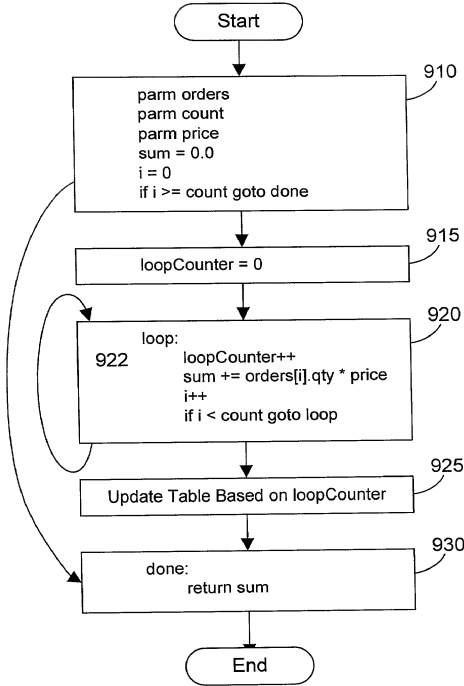 Start
910
parm orders
parm count
parm price
sum = 0.0
i = 0
if i >= count goto done
915
loopCounter = 0
920
loop:
922
loopCounter++
sum += orders[i].qty * price
i++
if i < count goto loop
925
Update Table Based on loopCounter
930
done:
return sum
End